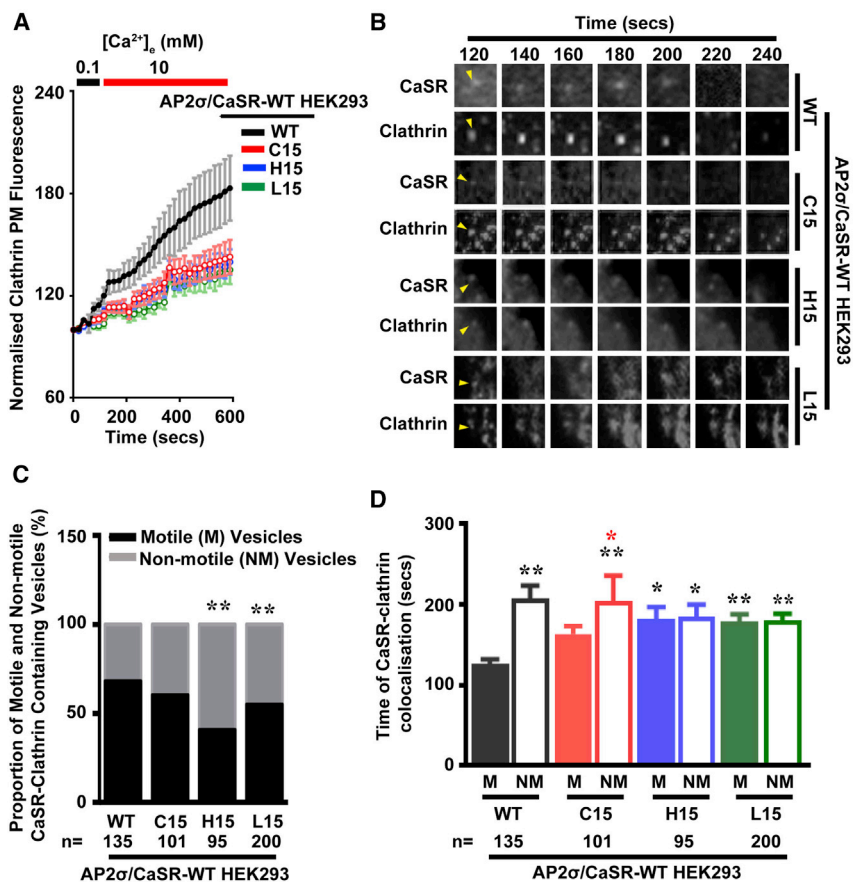 A
[Ca²⁺]e (mM)
0.1 10
AP2σ/CaSR-WT HEK293
WT
C15
H15
L15
Normalised Clathrin PM Fluorescence
240
180
120
60
0 200 400 600
Time (secs)
B
Time (secs)
120 140 160 180 200 220 240
CaSR
Clathrin
WT
CaSR
Clathrin
C15
CaSR
Clathrin
H15
CaSR
Clathrin
L15
AP2σ/CaSR-WT HEK293
C
Proportion of Motile and Non-motile
CaSR-Clathrin Containing Vesicles (%)
150
100
50
0
Motile (M) Vesicles
Non-motile (NM) Vesicles
** **
WT C15 H15 L15
n= 135 101 95 200
AP2σ/CaSR-WT HEK293
D
Time of CaSR-clathrin
colocalisation (secs)
300
200
100
0
*
** ** * * ** **
M NM M NM M NM M NM
WT C15 H15 L15
n= 135 101 95 200
AP2σ/CaSR-WT HEK293